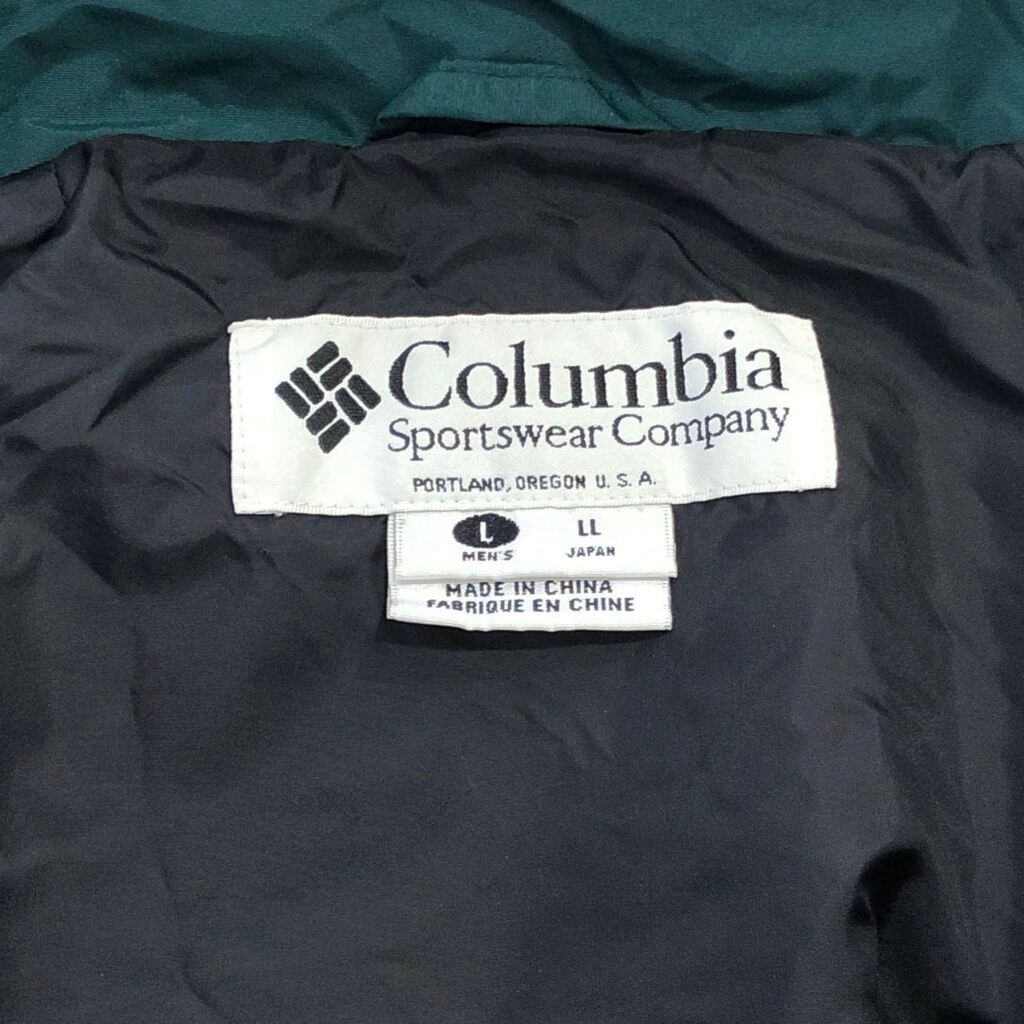 Columbia
Sportswear Company
PORTLAND, OREGON U. S. A.
L LL
MEN'S JAPAN
MADE IN CHINA
FABRIQUE EN CHINE